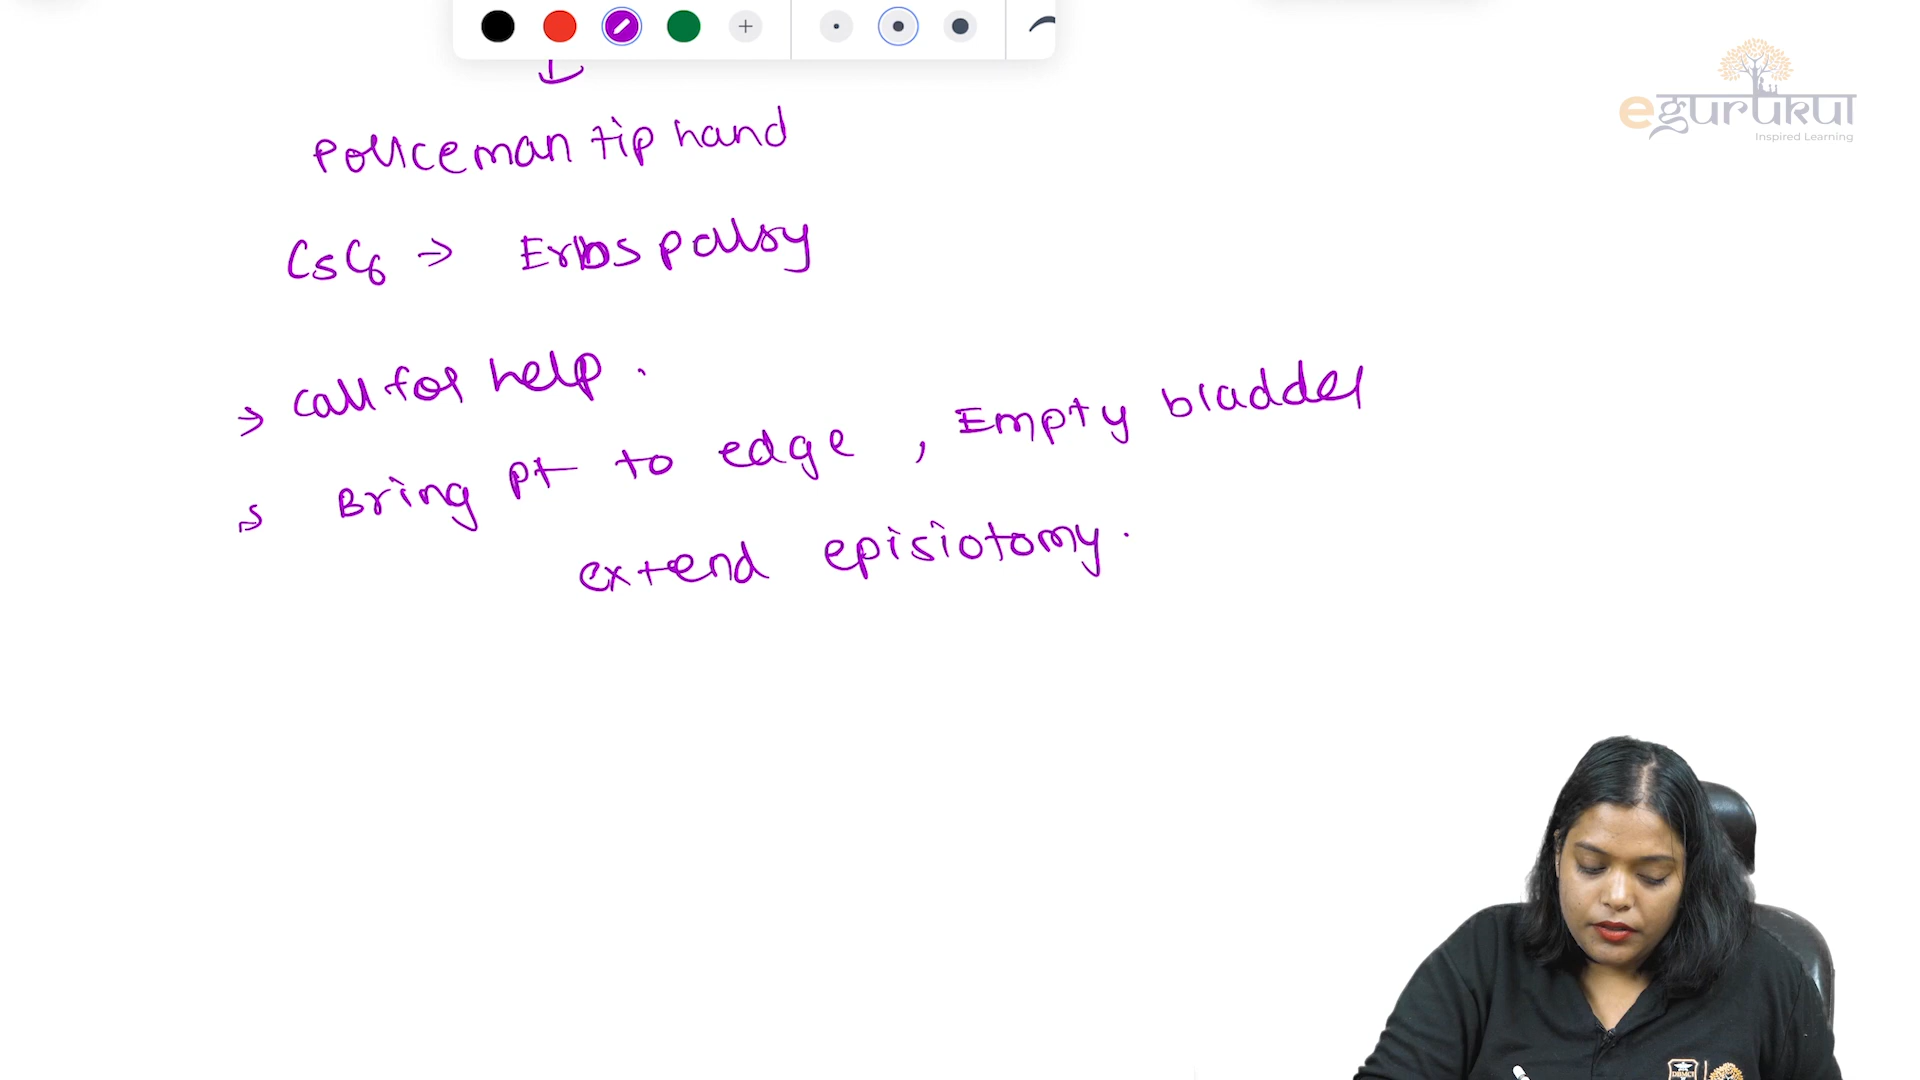 egurukul
Inspired Learning
Policeman tip hand
C5C6 → Erbs palsy
→ Call for help.
→ Bring pt to edge, Empty bladder
extend episiotomy.
DBMCI